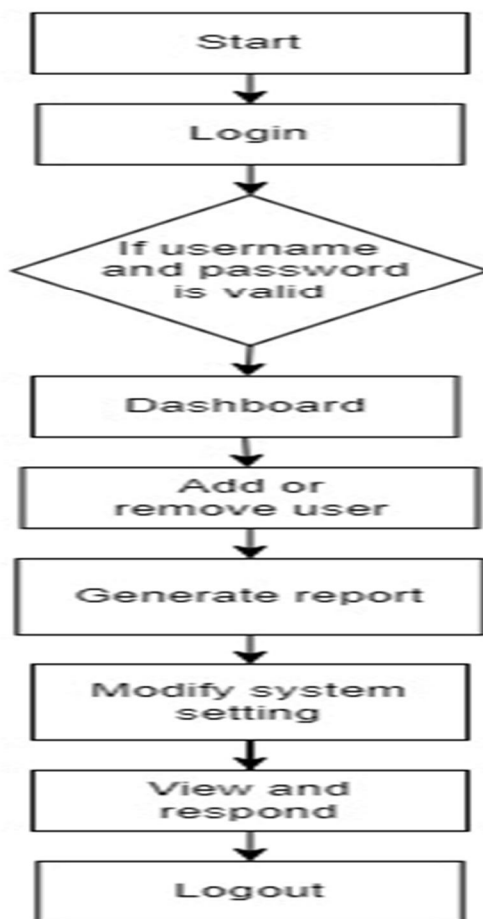 Start
Login
If username
and password
is valid
Dashboard
Add or
remove user
Generate report
Modify system
setting
View and
respond
Logout